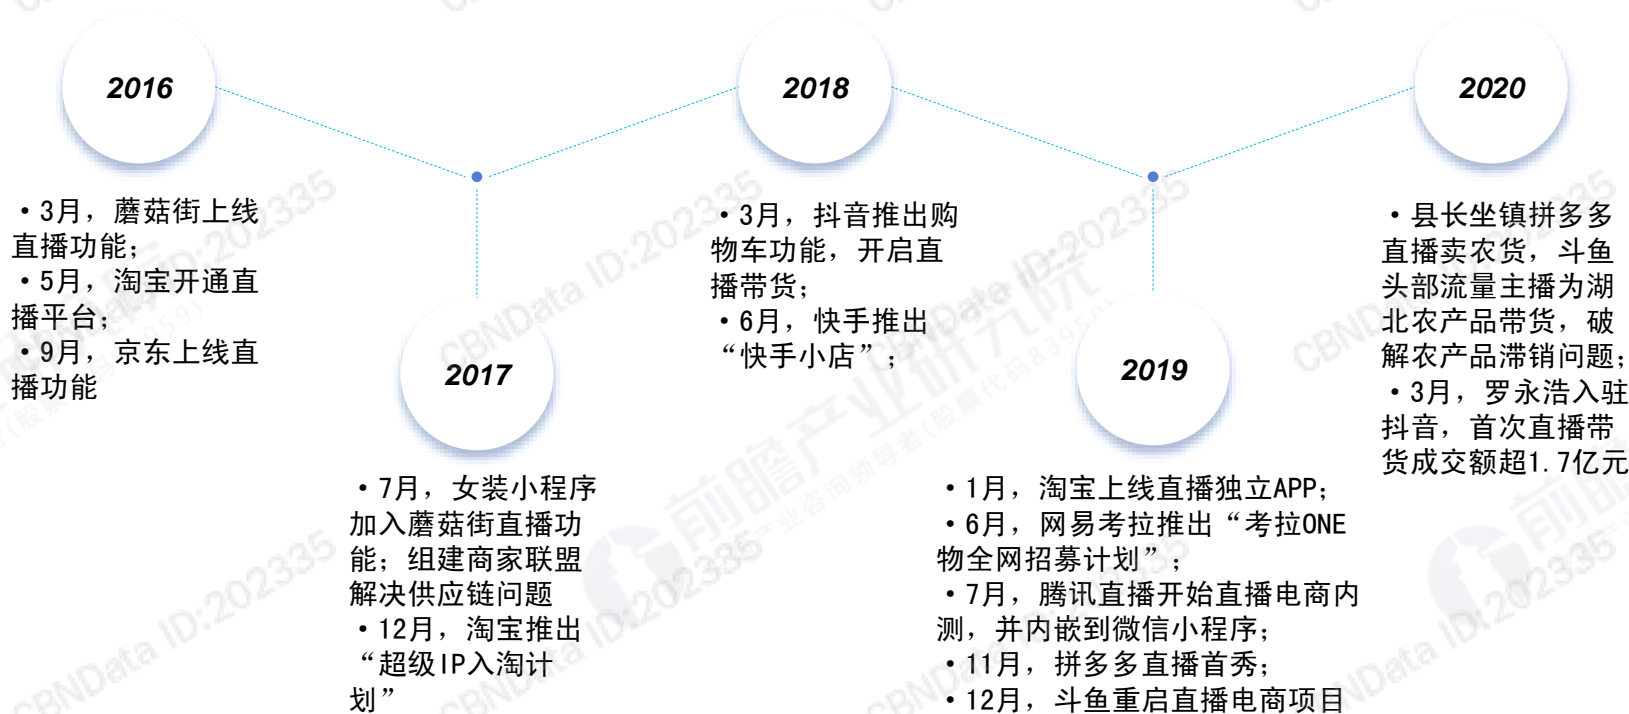 2016
• 3月，蘑菇街上线
直播功能；
• 5月，淘宝开通直
播平台；
• 9月，京东上线直
播功能
2017
• 7月，女装小程序
加入蘑菇街直播功
能；组建商家联盟
解决供应链问题
• 12月，淘宝推出
“超级IP入淘计
划”
2018
• 3月，抖音推出购
物车功能，开启直
播带货；
• 6月，快手推出
“快手小店”；
2019
• 1月，淘宝上线直播独立APP；
• 6月，网易考拉推出“考拉ONE
物全网招募计划”；
• 7月，腾讯直播开始直播电商内
测，并内嵌到微信小程序；
• 11月，拼多多直播首秀；
• 12月，斗鱼重启直播电商项目
2020
• 县长坐镇拼多多
直播卖农货，斗鱼
头部流量主播为湖
北农产品带货，破
解农产品滞销问题；
• 3月，罗永浩入驻
抖音，首次直播带
货成交额超1.7亿元
CBNData ID:202335
前瞻产业研究院